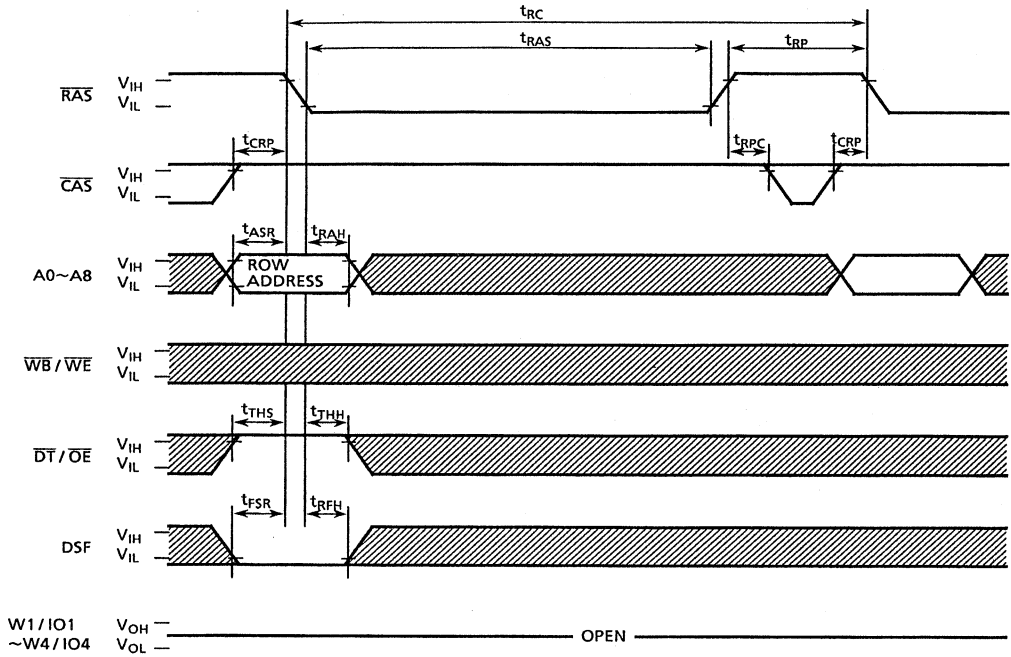 tRC
tRAS
tRP
RAS
VIH
VIL
tCRP
tRPC
tCRP
CAS
VIH
VIL
tASR
tRAH
A0~A8
VIH
VIL
ROW
ADDRESS
WB / WE
VIH
VIL
tTHS
tTHH
DT / OE
VIH
VIL
tFSR
tRFH
DSF
VIH
VIL
W1 / IO1
~W4 / IO4
VOH
VOL
OPEN